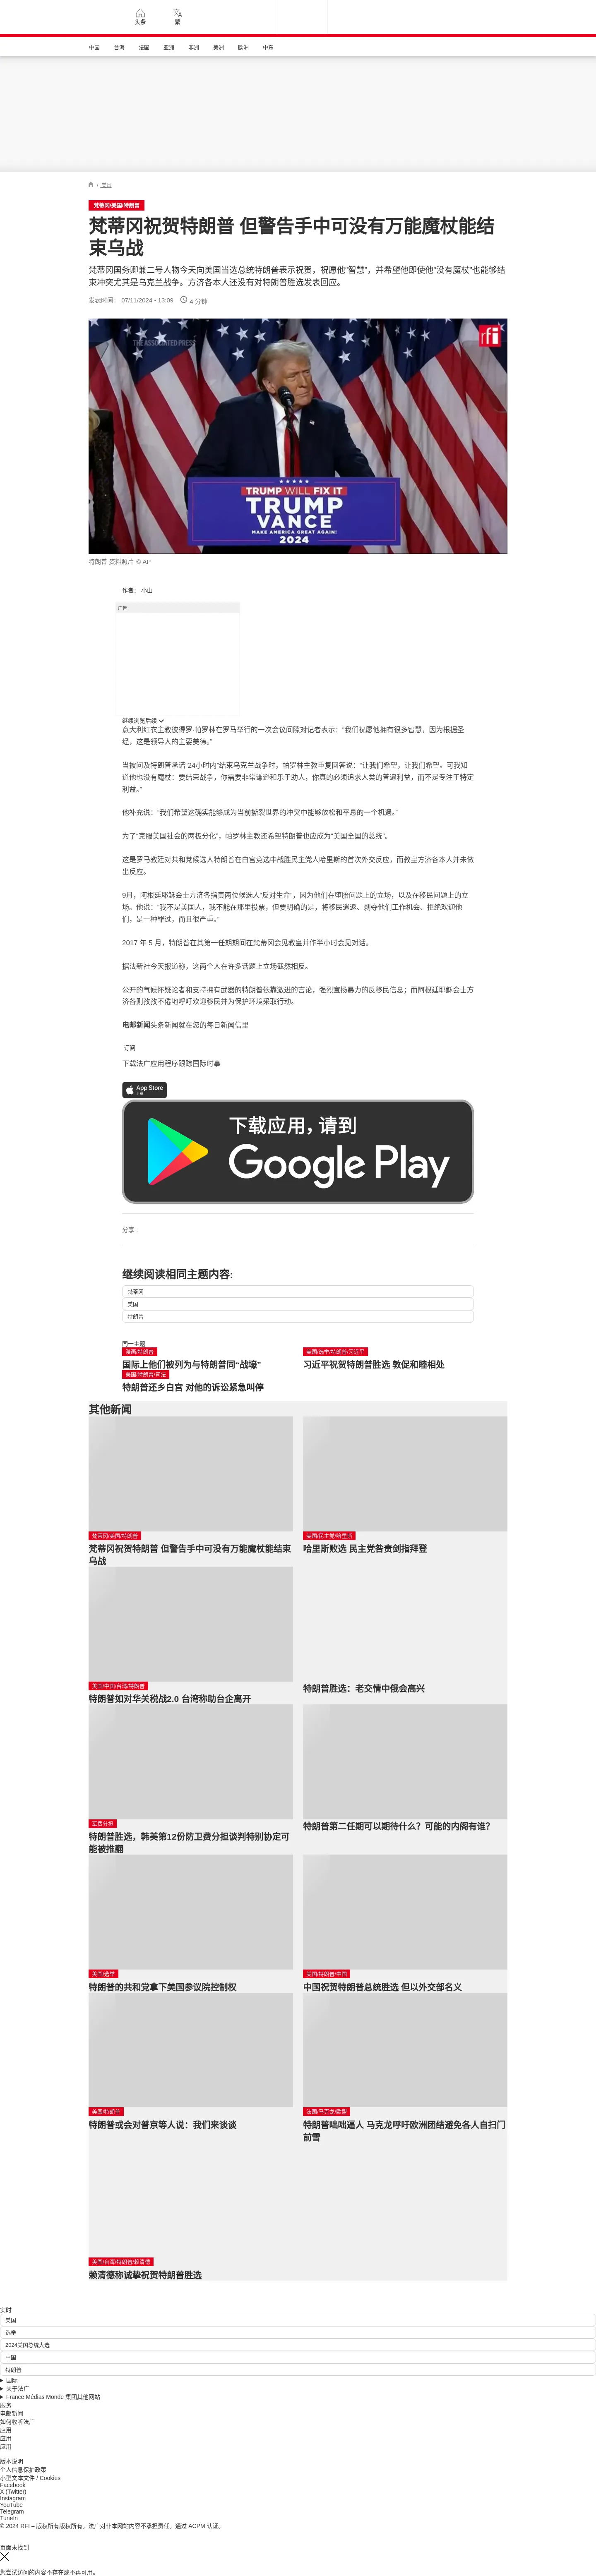 头条
繁
中国 台海 法国 亚洲 非洲 美洲 欧洲 中东
/ 美国
梵蒂冈/美国/特朗普
梵蒂冈祝贺特朗普 但警告手中可没有万能魔杖能结
束乌战
梵蒂冈国务卿兼二号人物今天向美国当选总统特朗普表示祝贺，祝愿他“智慧”，并希望他即使他“没有魔杖”也能够结
束冲突尤其是乌克兰战争。方济各本人还没有对特朗普胜选发表回应。
发表时间： 07/11/2024 - 13:09 4 分钟
THE ASSOCIATED PRESS
rfi
TRUMP WILL FIX IT
TRUMP
VANCE
MAKE AMERICA GREAT AGAIN!
2024
特朗普 资料照片 © AP
作者： 小山
广告
继续浏览后续
意大利红衣主教彼得罗·帕罗林在罗马举行的一次会议间隙对记者表示：“我们祝愿他拥有很多智慧，因为根据圣
经，这是领导人的主要美德。”
当被问及特朗普承诺“24小时内”结束乌克兰战争时，帕罗林主教重复回答说：“让我们希望，让我们希望。可我知
道他也没有魔杖：要结束战争，你需要非常谦逊和乐于助人，你真的必须追求人类的普遍利益，而不是专注于特定
利益。”
他补充说：“我们希望这确实能够成为当前撕裂世界的冲突中能够放松和平息的一个机遇。”
为了“克服美国社会的两极分化”，帕罗林主教还希望特朗普也应成为“美国全国的总统”。
这是罗马教廷对共和党候选人特朗普在白宫竞选中战胜民主党人哈里斯的首次外交反应，而教皇方济各本人并未做
出反应。
9月，阿根廷耶稣会士方济各指责两位候选人“反对生命”，因为他们在堕胎问题上的立场，以及在移民问题上的立
场。他说：“我不是美国人，我不能在那里投票，但要明确的是，将移民遣返、剥夺他们工作机会、拒绝欢迎他
们，是一种罪过，而且很严重。”
2017 年 5 月，特朗普在其第一任期期间在梵蒂冈会见教皇并作半小时会见对话。
据法新社今天报道称，这两个人在许多话题上立场截然相反。
公开的气候怀疑论者和支持拥有武器的特朗普依靠激进的言论，强烈宣扬暴力的反移民信息；而阿根廷耶稣会士方
济各则孜孜不倦地呼吁欢迎移民并为保护环境采取行动。
电邮新闻头条新闻就在您的每日新闻信里
订阅
下载法广应用程序跟踪国际时事
App Store
下载
下载应用，请到
Google Play
分享 :
继续阅读相同主题内容:
梵蒂冈
美国
特朗普
同一主题
漫画/特朗普
国际上他们被列为与特朗普同“战壕”
美国/选举/特朗普/习近平
习近平祝贺特朗普胜选 敦促和睦相处
美国/特朗普/司法
特朗普还乡白宫 对他的诉讼紧急叫停
其他新闻
梵蒂冈/美国/特朗普
梵蒂冈祝贺特朗普 但警告手中可没有万能魔杖能结束
乌战
美国/民主党/哈里斯
哈里斯败选 民主党咎责剑指拜登
美国/中国/台湾/特朗普
特朗普如对华关税战2.0 台湾称助台企离开
特朗普胜选：老交情中俄会高兴
军费分担
特朗普胜选，韩美第12份防卫费分担谈判特别协定可
能被推翻
特朗普第二任期可以期待什么？可能的内阁有谁？
美国/选举
特朗普的共和党拿下美国参议院控制权
美国/特朗普/中国
中国祝贺特朗普总统胜选 但以外交部名义
美国/特朗普
特朗普或会对普京等人说：我们来谈谈
法国/马克龙/欧盟
特朗普咄咄逼人 马克龙呼吁欧洲团结避免各人自扫门
前雪
美国/台湾/特朗普/赖清德
赖清德称诚挚祝贺特朗普胜选
实时
美国
选举
2024美国总统大选
中国
特朗普
国际
关于法广
France Médias Monde 集团其他网站
服务
电邮新闻
如何收听法广
应用
应用
应用
版本说明
个人信息保护政策
小型文本文件 / Cookies
Facebook
X (Twitter)
Instagram
YouTube
Telegram
TuneIn
© 2024 RFI – 版权所有版权所有。法广对非本网站内容不承担责任。通过 ACPM 认证。
页面未找到
您尝试访问的内容不存在或不再可用。